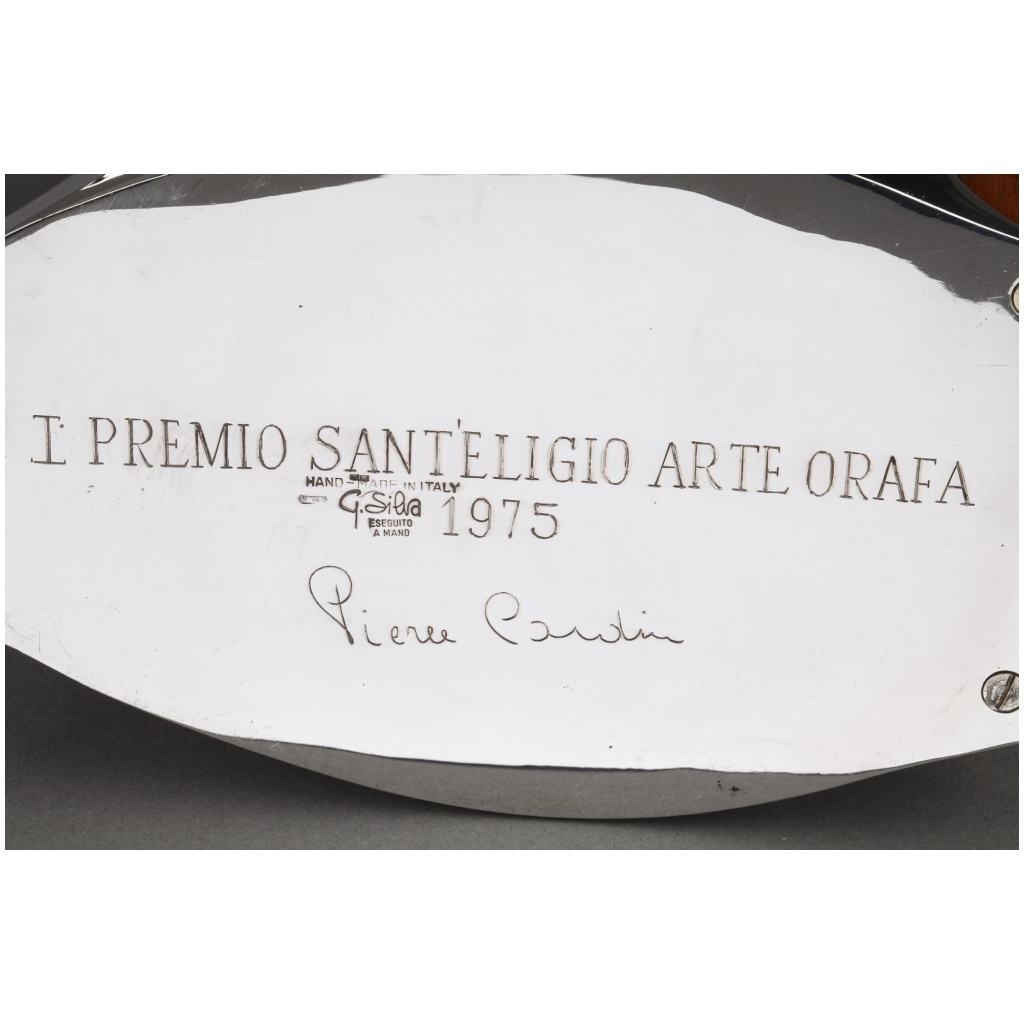 I. PREMIO SANT'ELIGIO ARTE ORAFA
HAND-MADE IN ITALY
G. Silva
1975
ESEGUITO
A MANO
Pierre Cardin